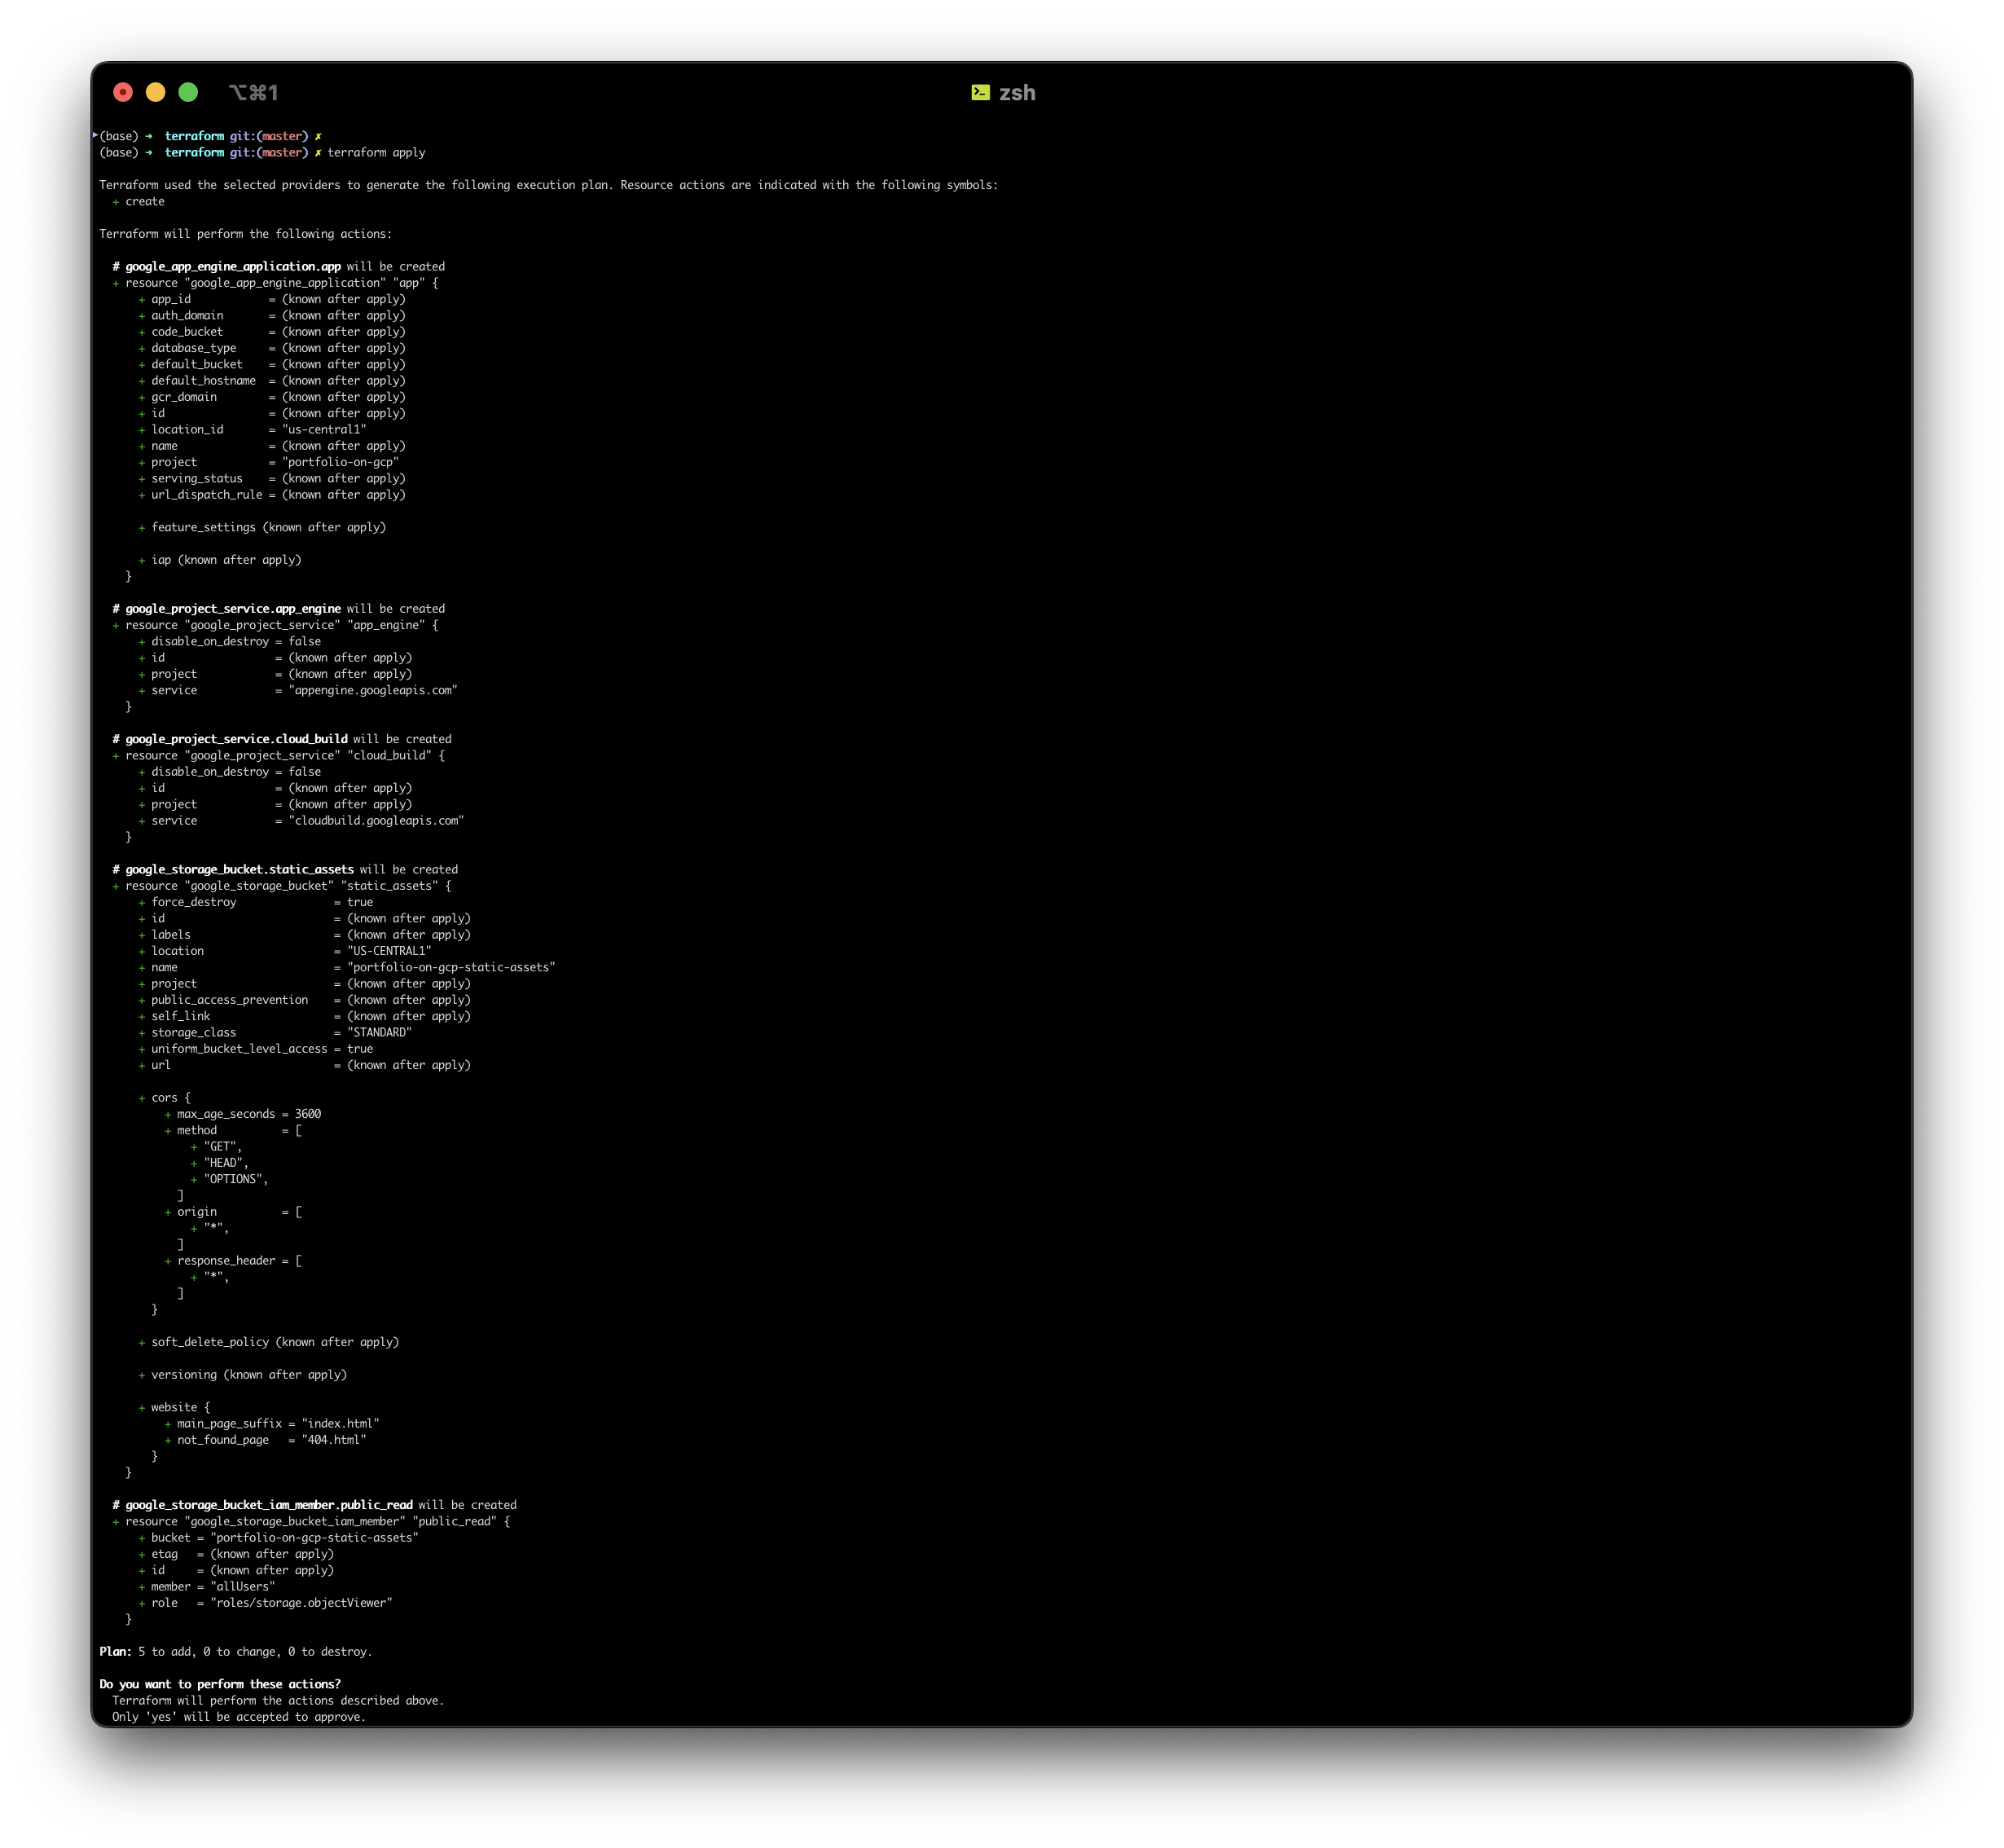 ⌥⌘1
zsh
(base) ➜  terraform git:(master) ✗
(base) ➜  terraform git:(master) ✗ terraform apply

Terraform used the selected providers to generate the following execution plan. Resource actions are indicated with the following symbols:
  + create

Terraform will perform the following actions:

  # google_app_engine_application.app will be created
  + resource "google_app_engine_application" "app" {
      + app_id            = (known after apply)
      + auth_domain       = (known after apply)
      + code_bucket       = (known after apply)
      + database_type     = (known after apply)
      + default_bucket    = (known after apply)
      + default_hostname  = (known after apply)
      + gcr_domain        = (known after apply)
      + id                = (known after apply)
      + location_id       = "us-central1"
      + name              = (known after apply)
      + project           = "portfolio-on-gcp"
      + serving_status    = (known after apply)
      + url_dispatch_rule = (known after apply)

      + feature_settings (known after apply)

      + iap (known after apply)
    }

  # google_project_service.app_engine will be created
  + resource "google_project_service" "app_engine" {
      + disable_on_destroy = false
      + id                 = (known after apply)
      + project            = (known after apply)
      + service            = "appengine.googleapis.com"
    }

  # google_project_service.cloud_build will be created
  + resource "google_project_service" "cloud_build" {
      + disable_on_destroy = false
      + id                 = (known after apply)
      + project            = (known after apply)
      + service            = "cloudbuild.googleapis.com"
    }

  # google_storage_bucket.static_assets will be created
  + resource "google_storage_bucket" "static_assets" {
      + force_destroy               = true
      + id                          = (known after apply)
      + labels                      = (known after apply)
      + location                    = "US-CENTRAL1"
      + name                        = "portfolio-on-gcp-static-assets"
      + project                     = (known after apply)
      + public_access_prevention    = (known after apply)
      + self_link                   = (known after apply)
      + storage_class               = "STANDARD"
      + uniform_bucket_level_access = true
      + url                         = (known after apply)

      + cors {
          + max_age_seconds = 3600
          + method          = [
              + "GET",
              + "HEAD",
              + "OPTIONS",
            ]
          + origin          = [
              + "*",
            ]
          + response_header = [
              + "*",
            ]
        }

      + soft_delete_policy (known after apply)

      + versioning (known after apply)

      + website {
          + main_page_suffix = "index.html"
          + not_found_page   = "404.html"
        }
    }

  # google_storage_bucket_iam_member.public_read will be created
  + resource "google_storage_bucket_iam_member" "public_read" {
      + bucket = "portfolio-on-gcp-static-assets"
      + etag   = (known after apply)
      + id     = (known after apply)
      + member = "allUsers"
      + role   = "roles/storage.objectViewer"
    }

Plan: 5 to add, 0 to change, 0 to destroy.

Do you want to perform these actions?
  Terraform will perform the actions described above.
  Only 'yes' will be accepted to approve.